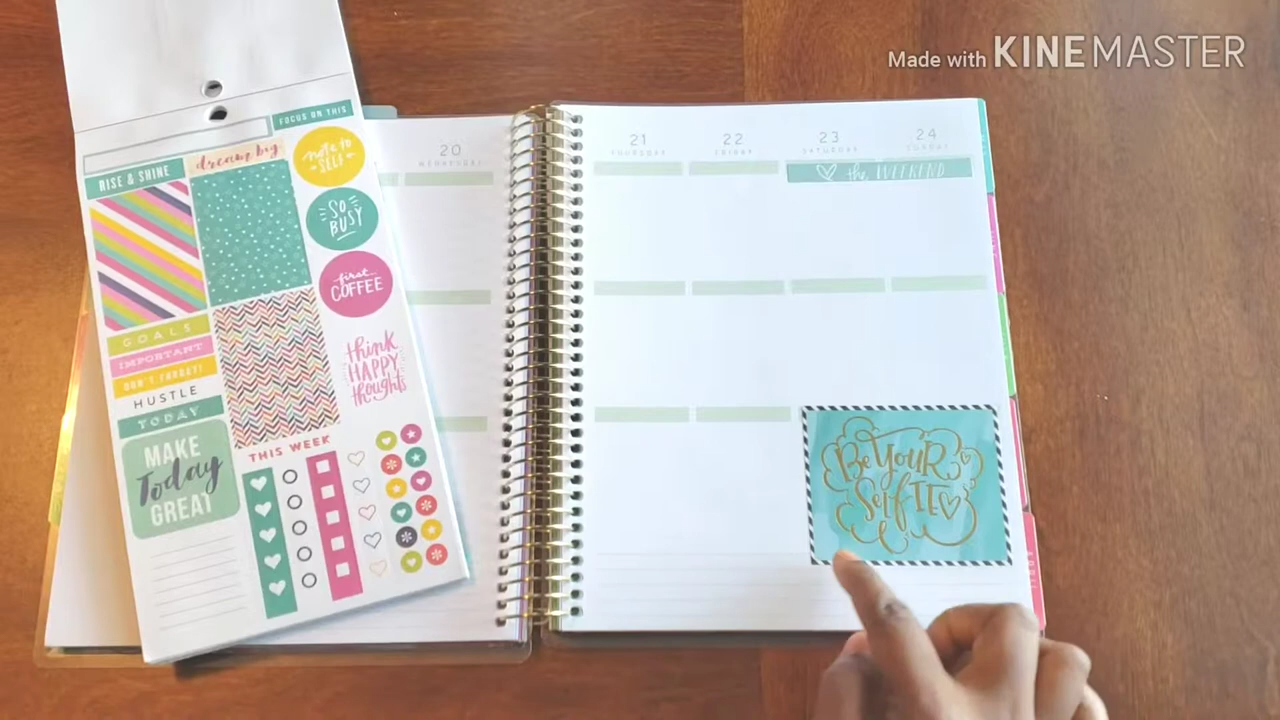 Made with KINEMASTER
FOCUS ON THIS
RISE & SHINE
dream big
note to
SELF
SO
BUSY
first
COFFEE
GOALS
IMPORTANT
DON'T FORGET!
HUSTLE
TODAY
think
HAPPY
thoughts
MAKE
Today
GREAT
THIS WEEK
20
WEDNESDAY
21
THURSDAY
22
FRIDAY
23
SATURDAY
24
SUNDAY
the WEEKEND
Be YouR
Self IE